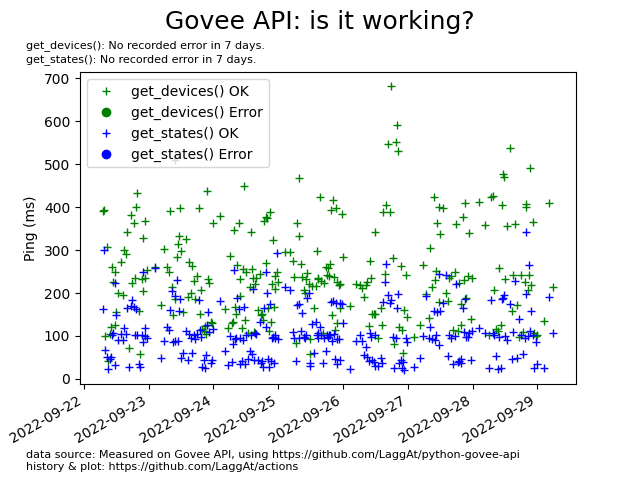 Govee API: is it working?
get_devices(): No recorded error in 7 days.
get_states(): No recorded error in 7 days.
700
600
500
400
300
200
100
0
Ping (ms)
get_devices() OK
get_devices() Error
get_states() OK
get_states() Error
2022-09-22
2022-09-23
2022-09-24
2022-09-25
2022-09-26
2022-09-27
2022-09-28
2022-09-29
data source: Measured on Govee API, using https://github.com/LaggAt/python-govee-api
history & plot: https://github.com/LaggAt/actions